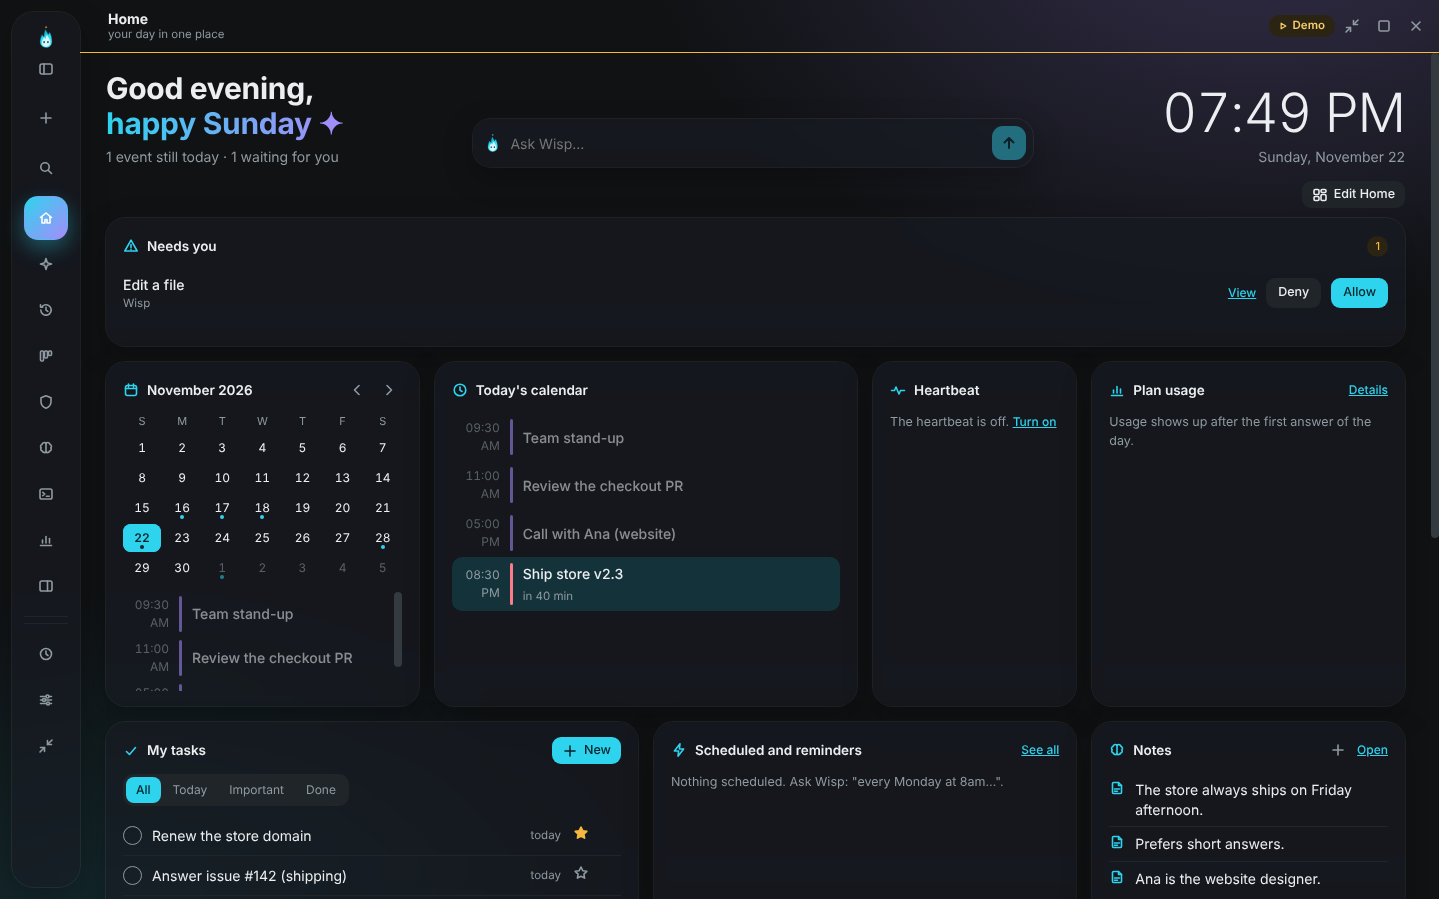 Home
your day in one place
Demo
Good evening,
happy Sunday
1 event still today · 1 waiting for you
Ask Wisp...
07:49 PM
Sunday, November 22
Edit Home
Needs you
1
Edit a file
Wisp
View
Deny
Allow
November 2026
S M T W T F S
1 2 3 4 5 6 7
8 9 10 11 12 13 14
15 16 17 18 19 20 21
22 23 24 25 26 27 28
29 30 1 2 3 4 5
09:30
AM
Team stand-up
11:00
AM
Review the checkout PR
Today's calendar
09:30
AM
Team stand-up
11:00
AM
Review the checkout PR
05:00
PM
Call with Ana (website)
08:30
PM
Ship store v2.3
in 40 min
Heartbeat
The heartbeat is off. Turn on
Plan usage
Details
Usage shows up after the first answer of the
day.
My tasks
New
All
Today
Important
Done
Renew the store domain
today
Answer issue #142 (shipping)
today
Scheduled and reminders
See all
Nothing scheduled. Ask Wisp: "every Monday at 8am...".
Notes
Open
The store always ships on Friday
afternoon.
Prefers short answers.
Ana is the website designer.